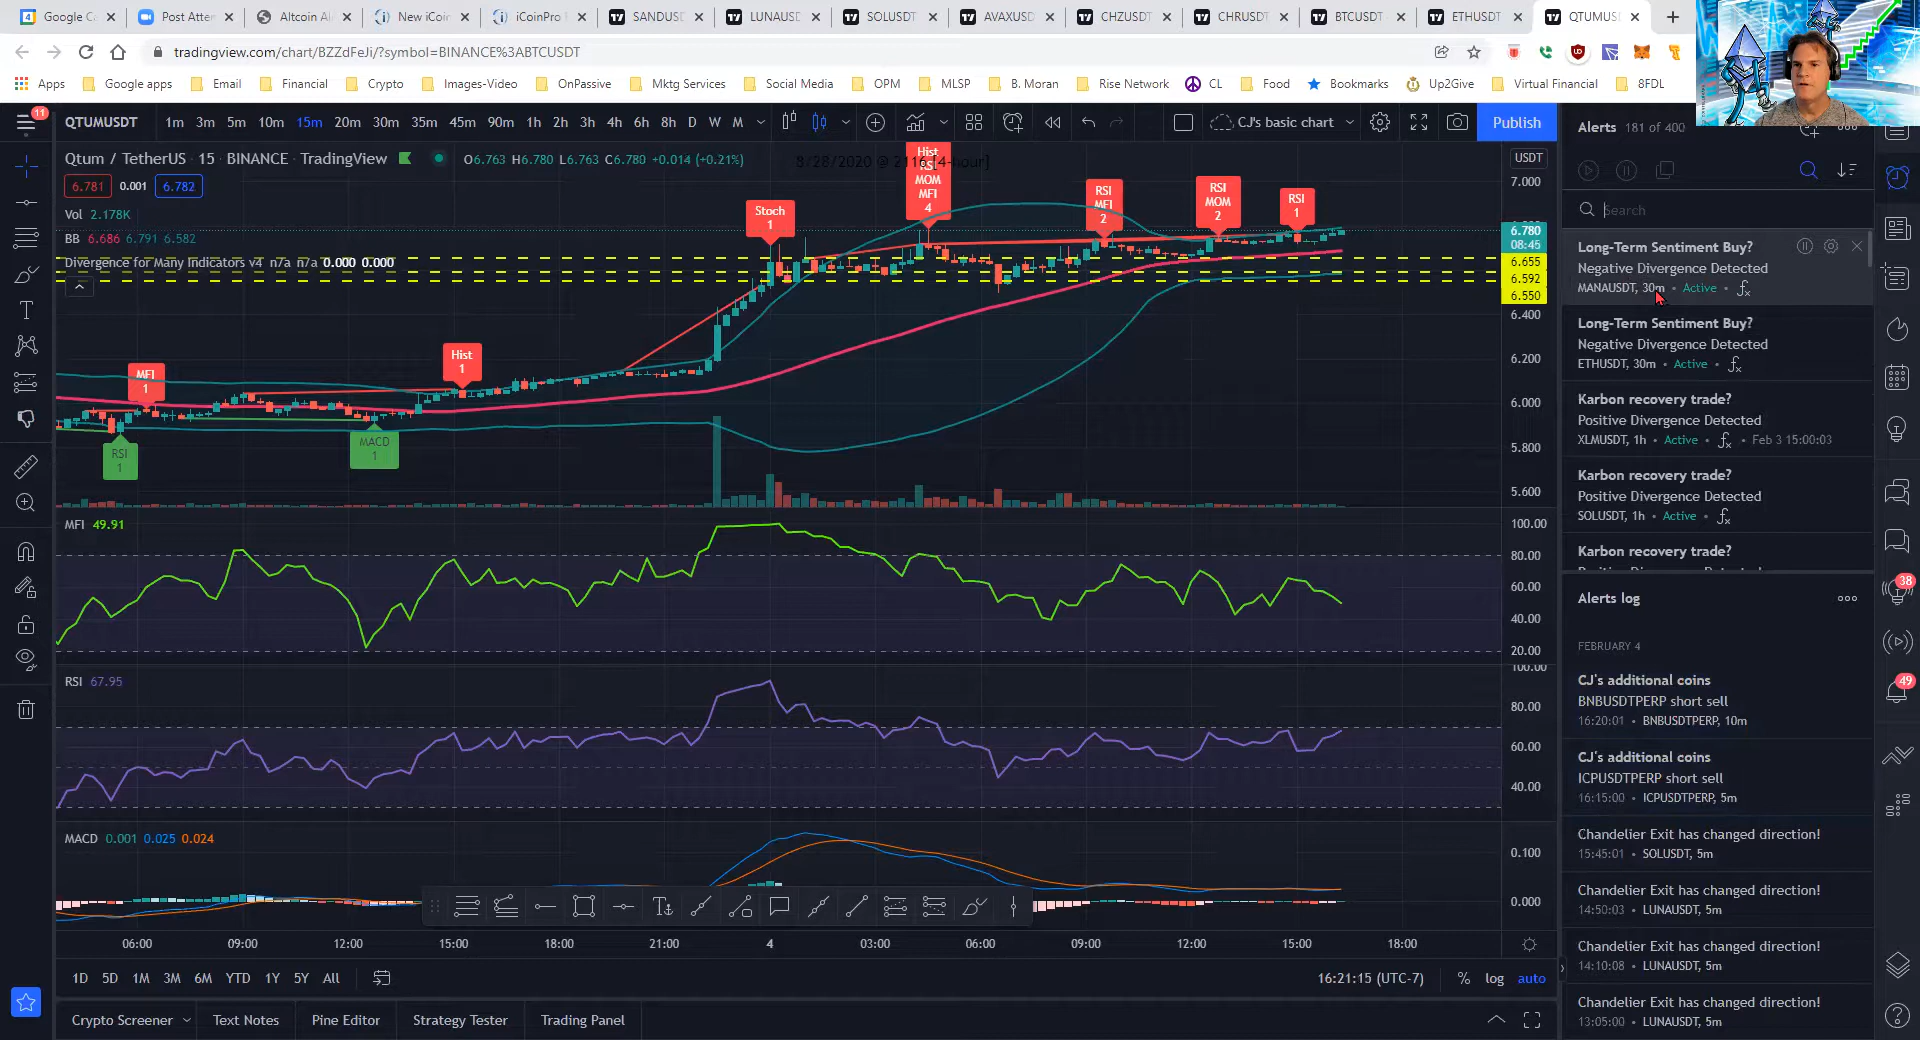 Google C
Post Atter
Altcoin Al
New iCoin
iCoinPro
SANDUSI
LUNAUSD
SOLUSDT
AVAXUSD
CHZUSDT
CHRUSDT
BTCUSDT
ETHUSDT
QTUMUS
tradingview.com/chart/BZZdFeJi/?symbol=BINANCE%3ABTCUSDT
Apps
Google apps
Email
Financial
Crypto
Images-Video
OnPassive
Mktg Services
Social Media
OPM
MLSP
B. Moran
Rise Network
CL
Food
Bookmarks
Up2Give
Virtual Financial
8FDL
11
QTUMUSDT
1m 3m 5m 10m 15m 20m 30m 35m 45m 90m 1h 2h 3h 4h 6h 8h D W M
CJ's basic chart
Publish
Alerts 181 of 400
Qtum / TetherUS · 15 · BINANCE · TradingView
O6.763 H6.780 L6.763 C6.780 +0.014 (+0.21%)
8/28/2020 @ 2116 [4-hour]
USDT
6.781 0.001 6.782
Vol 2.178K
BB 6.686 6.791 6.582
Divergence for Many Indicators v4 n/a n/a 0.000 0.000
MFI
1
RSI
1
Hist
1
MACD
1
Stoch
1
Hist
MOM
MFI
4
RSI
MFI
2
RSI
MOM
2
RSI
1
7.000
6.780
08:45
6.655
6.592
6.550
6.400
6.200
6.000
5.800
5.600
MFI 49.91
100.00
80.00
60.00
40.00
20.00
RSI 67.95
100.00
80.00
60.00
40.00
MACD 0.001 0.025 0.024
0.100
0.000
06:00 09:00 12:00 15:00 18:00 21:00 4 03:00 06:00 09:00 12:00 15:00 18:00
1D 5D 1M 3M 6M YTD 1Y 5Y All
16:21:15 (UTC-7) % log auto
Crypto Screener
Text Notes
Pine Editor
Strategy Tester
Trading Panel
Search
Long-Term Sentiment Buy?
Negative Divergence Detected
MANAUSDT, 30m • Active •
Long-Term Sentiment Buy?
Negative Divergence Detected
ETHUSDT, 30m • Active •
Karbon recovery trade?
Positive Divergence Detected
XLMUSDT, 1h • Active • • Feb 3 15:00:03
Karbon recovery trade?
Positive Divergence Detected
SOLUSDT, 1h • Active •
Karbon recovery trade?
Alerts log
FEBRUARY 4
CJ's additional coins
BNBUSDTPERP short sell
16:20:01 • BNBUSDTPERP, 10m
CJ's additional coins
ICPUSDTPERP short sell
16:15:00 • ICPUSDTPERP, 5m
Chandelier Exit has changed direction!
15:45:01 • SOLUSDT, 5m
Chandelier Exit has changed direction!
14:50:03 • LUNAUSDT, 5m
Chandelier Exit has changed direction!
14:10:08 • LUNAUSDT, 5m
Chandelier Exit has changed direction!
13:05:00 • LUNAUSDT, 5m
38
49